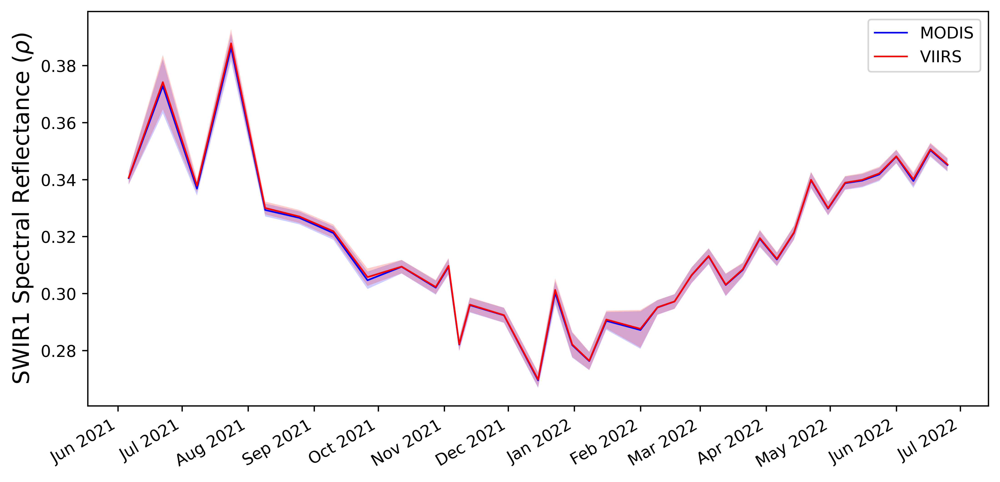 SWIR1 Spectral Reflectance (ρ)
0.38
0.36
0.34
0.32
0.30
0.28
MODIS
VIIRS
Jun 2021
Jul 2021
Aug 2021
Sep 2021
Oct 2021
Nov 2021
Dec 2021
Jan 2022
Feb 2022
Mar 2022
Apr 2022
May 2022
Jun 2022
Jul 2022